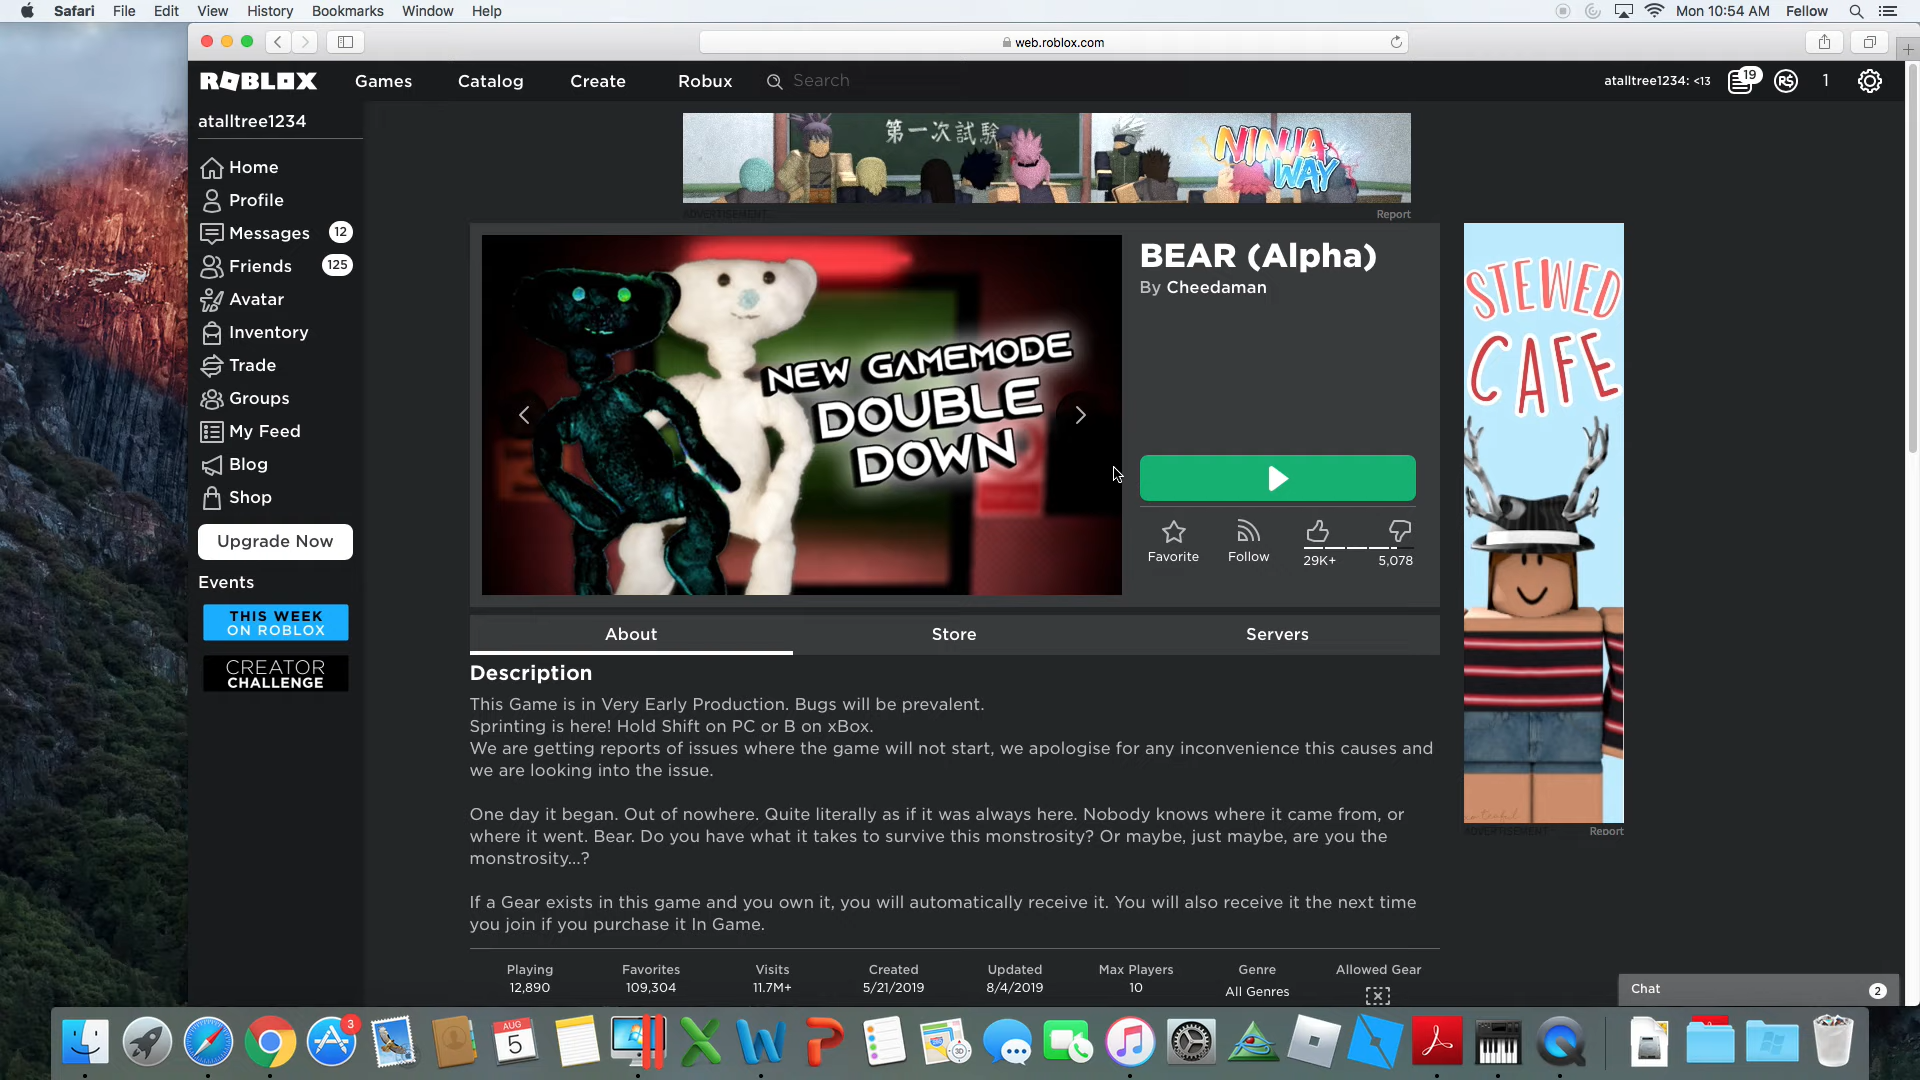 Safari File Edit View History Bookmarks Window Help
Mon 10:54 AM Fellow
web.roblox.com
ROBLOX Games Catalog Create Robux Search
atalltree1234: <13 19 1
atalltree1234
Home
Profile
Messages 12
Friends 125
Avatar
Inventory
Trade
Groups
My Feed
Blog
Shop
Upgrade Now
Events
THIS WEEK
ON ROBLOX
CREATOR
CHALLENGE
第一次試験
NINJA
WAY
ADVERTISEMENT
Report
NEW GAMEMODE
DOUBLE
DOWN
BEAR (Alpha)
By Cheedaman
Favorite Follow 29K+ 5,078
About Store Servers
Description
This Game is in Very Early Production. Bugs will be prevalent.
Sprinting is here! Hold Shift on PC or B on xBox.
We are getting reports of issues where the game will not start, we apologise for any inconvenience this causes and
we are looking into the issue.
One day it began. Out of nowhere. Quite literally as if it was always here. Nobody knows where it came from, or
where it went. Bear. Do you have what it takes to survive this monstrosity? Or maybe, just maybe, are you the
monstrosity...?
If a Gear exists in this game and you own it, you will automatically receive it. You will also receive it the next time
you join if you purchase it In Game.
Playing Favorites Visits Created Updated Max Players Genre Allowed Gear
12,890 109,304 11.7M+ 5/21/2019 8/4/2019 10 All Genres
STEWED
CAFE
ADVERTISEMENT
Report
Chat 2
3
AUG
5
3D